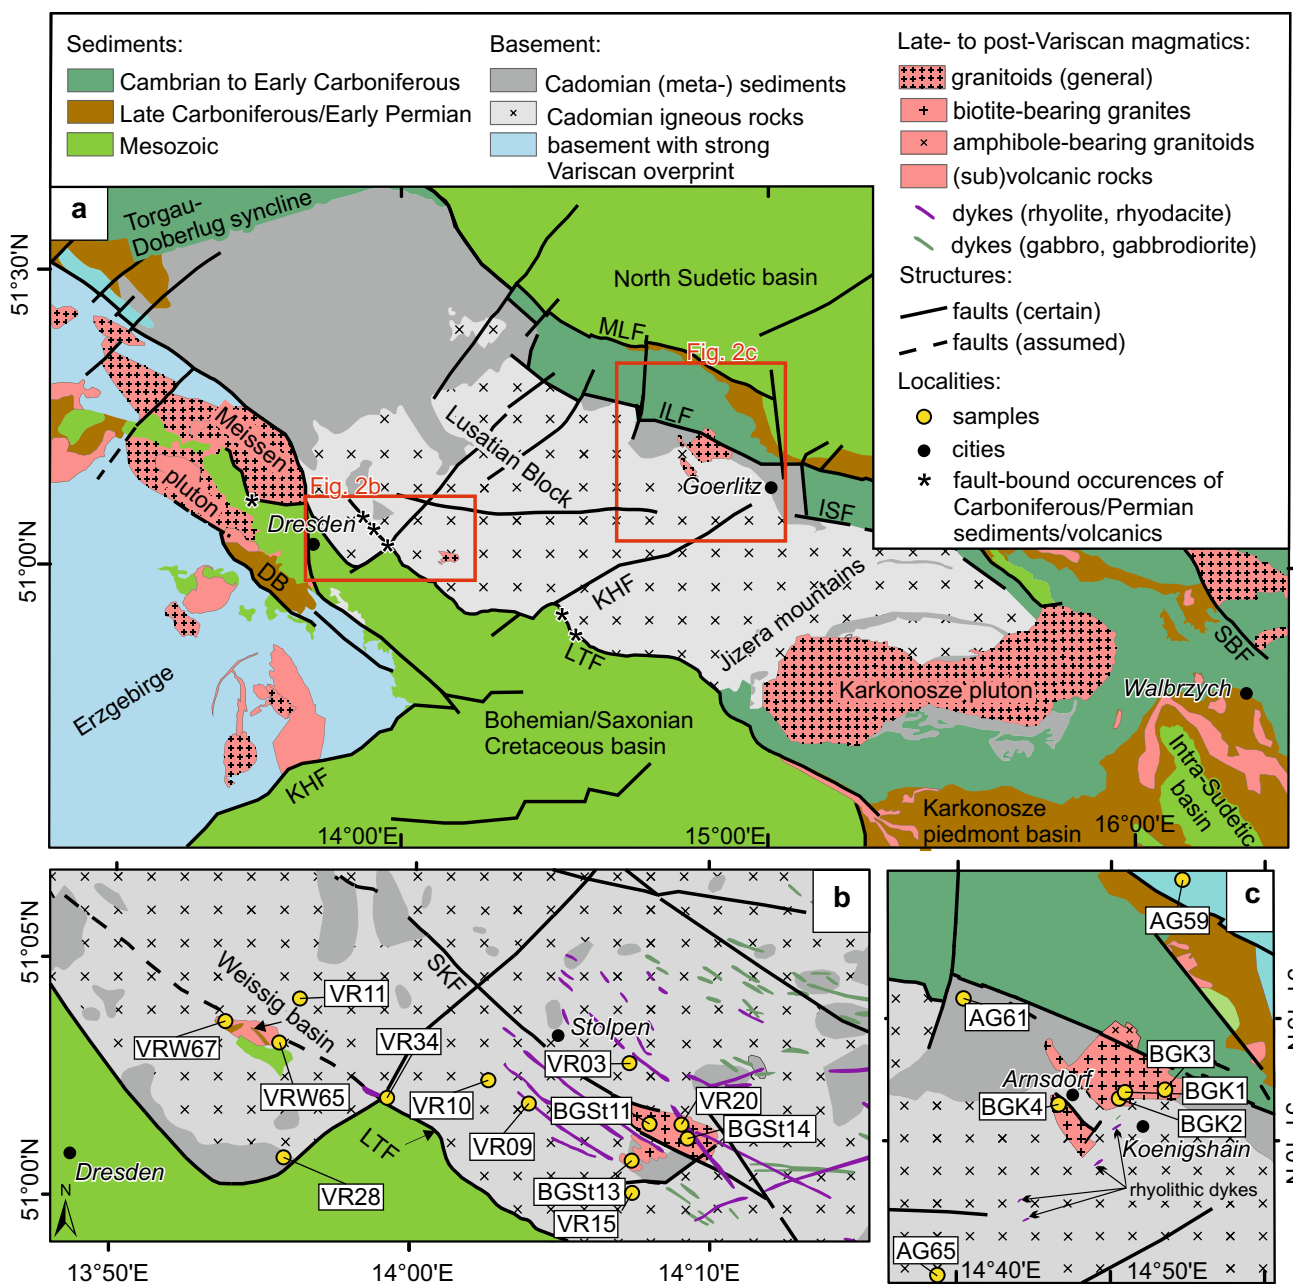 Sediments:
Cambrian to Early Carboniferous
Late Carboniferous/Early Permian
Mesozoic
Basement:
Cadomian (meta-) sediments
Cadomian igneous rocks
basement with strong
Variscan overprint
Late- to post-Variscan magmatics:
granitoids (general)
biotite-bearing granites
amphibole-bearing granitoids
(sub)volcanic rocks
dykes (rhyolite, rhyodacite)
dykes (gabbro, gabbrodiorite)
Structures:
faults (certain)
faults (assumed)
Localities:
samples
cities
fault-bound occurences of
Carboniferous/Permian
sediments/volcanics
a
Torgau-
Doberlug syncline
North Sudetic basin
51°30'N
MLF
Fig. 2c
ILF
Meissen
pluton
Lusatian Block
Fig. 2b
Goerlitz
Dresden
ISF
51°00'N
DB
KHF
Jizera mountains
LTF
SBF
Erzgebirge
Karkonosze pluton
Walbrzych
Bohemian/Saxonian
Cretaceous basin
KHF
Intra-Sudetic
basin
Karkonosze
piedmont basin
14°00'E
15°00'E
16°00'E
b
51°05'N
SKF
Weissig basin
VR11
Stolpen
VRW67
VR34
VR03
VRW65
VR10
BGSt11
VR20
VR09
BGSt14
LTF
Dresden
VR28
BGSt13
VR15
51°00'N
N
13°50'E
14°00'E
14°10'E
c
AG59
AG61
BGK3
Arnsdorf
BGK1
BGK4
BGK2
Koenigshain
rhyolithic dykes
AG65
14°40'E
14°50'E